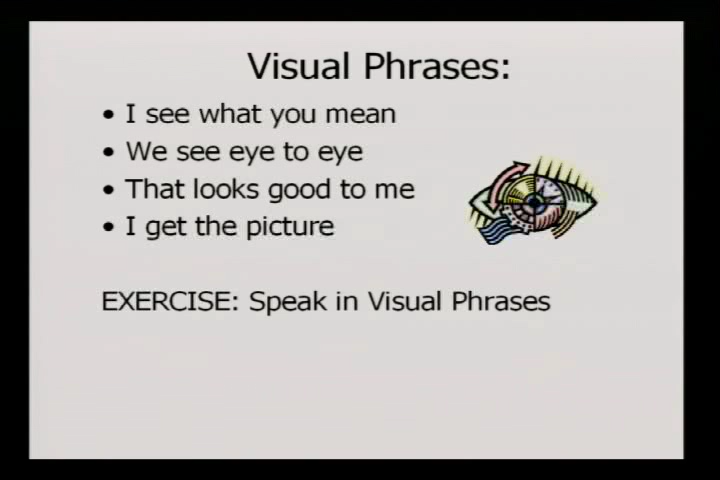 Visual Phrases:
• I see what you mean
• We see eye to eye
• That looks good to me
• I get the picture
EXERCISE: Speak in Visual Phrases